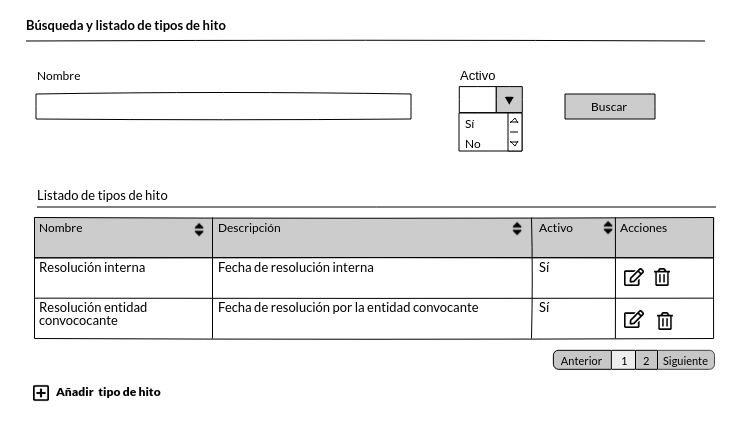 Búsqueda y listado de tipos de hito
Nombre
Activo
Buscar
Sí
No
Listado de tipos de hito
Nombre Descripción Activo Acciones
Resolución interna Fecha de resolución interna Sí
Resolución entidad Fecha de resolución por la entidad convocante Sí
convococante
Anterior 1 2 Siguiente
Añadir tipo de hito